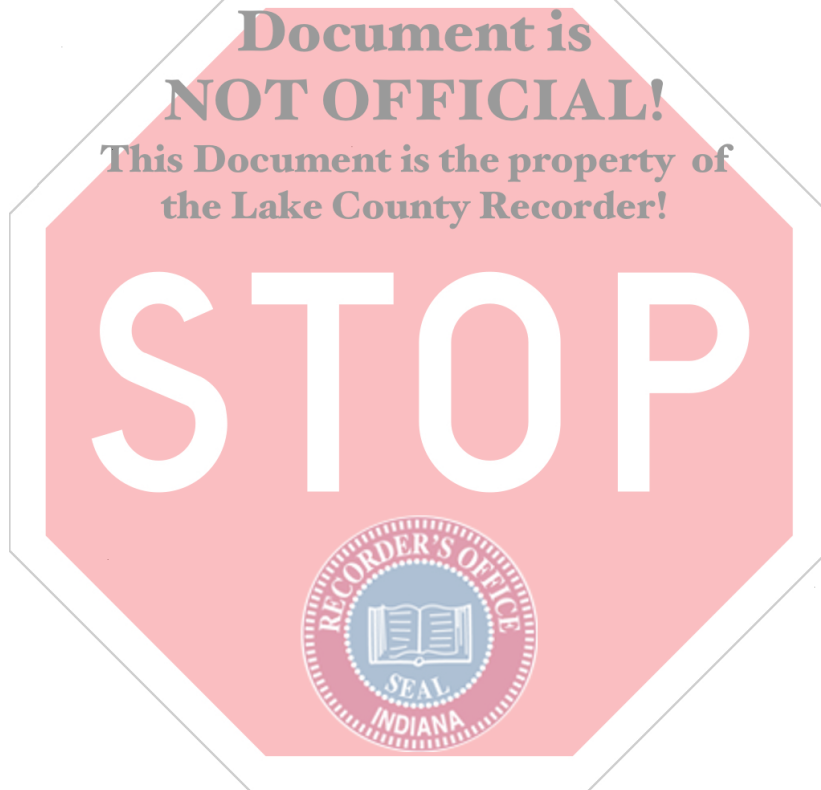 Document is
NOT OFFICIAL!
This Document is the property of
the Lake County Recorder!
STOP
RECORDER'S OFFICE
SEAL
INDIANA